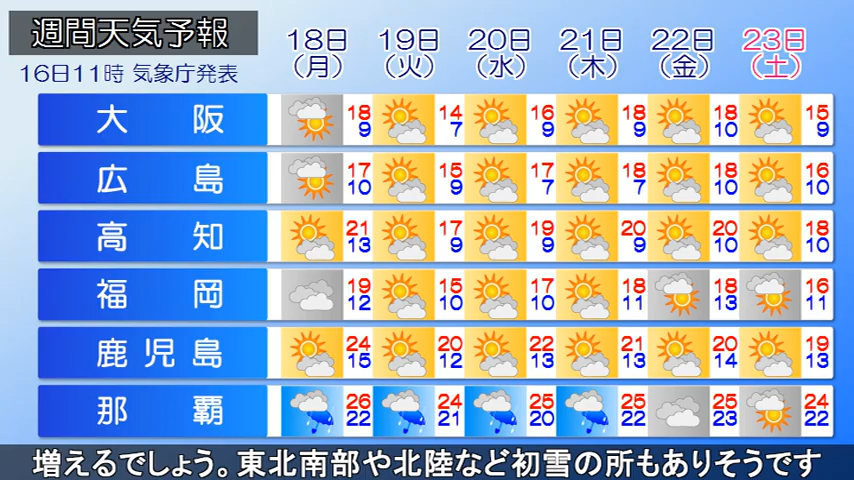 週間天気予報
16日11時 気象庁発表
18日 19日 20日 21日 22日 23日
(月) (火) (水) (木) (金) (土)
大阪 18 9 14 7 16 9 18 9 18 10 15 9
広島 17 10 15 9 17 7 18 7 18 10 16 10
高知 21 13 17 9 19 9 20 9 20 10 18 10
福岡 19 12 15 10 17 10 18 11 18 13 16 11
鹿児島 24 15 20 12 22 13 21 13 20 14 19 13
那覇 26 22 24 21 25 20 25 22 25 23 24 22
増えるでしょう。東北南部や北陸など初雪の所もありそうです